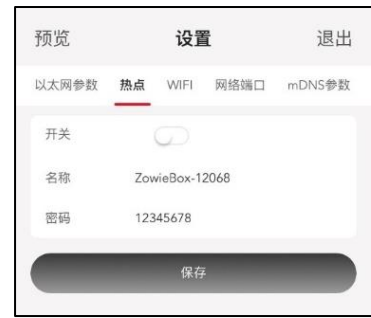 预览 设置 退出
以太网参数 热点 WIFI 网络端口 mDNS参数
开关
名称 ZowieBox-12068
密码 12345678
保存